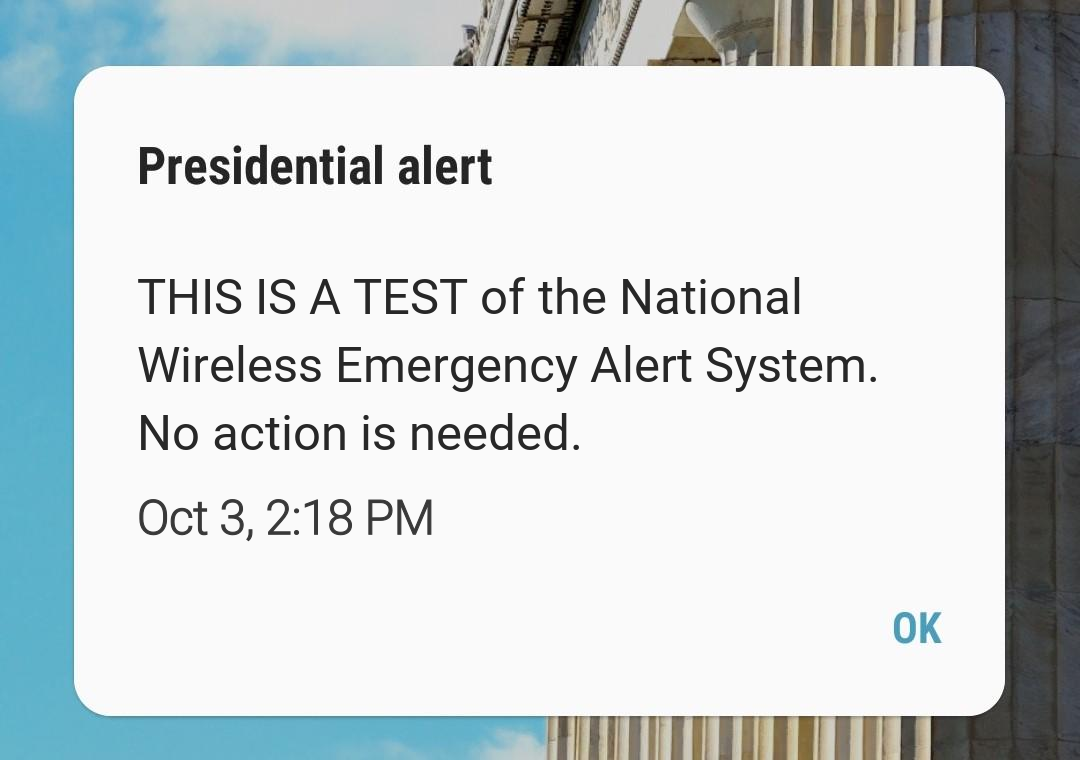 Presidential alert
THIS IS A TEST of the National
Wireless Emergency Alert System.
No action is needed.
Oct 3, 2:18 PM
OK